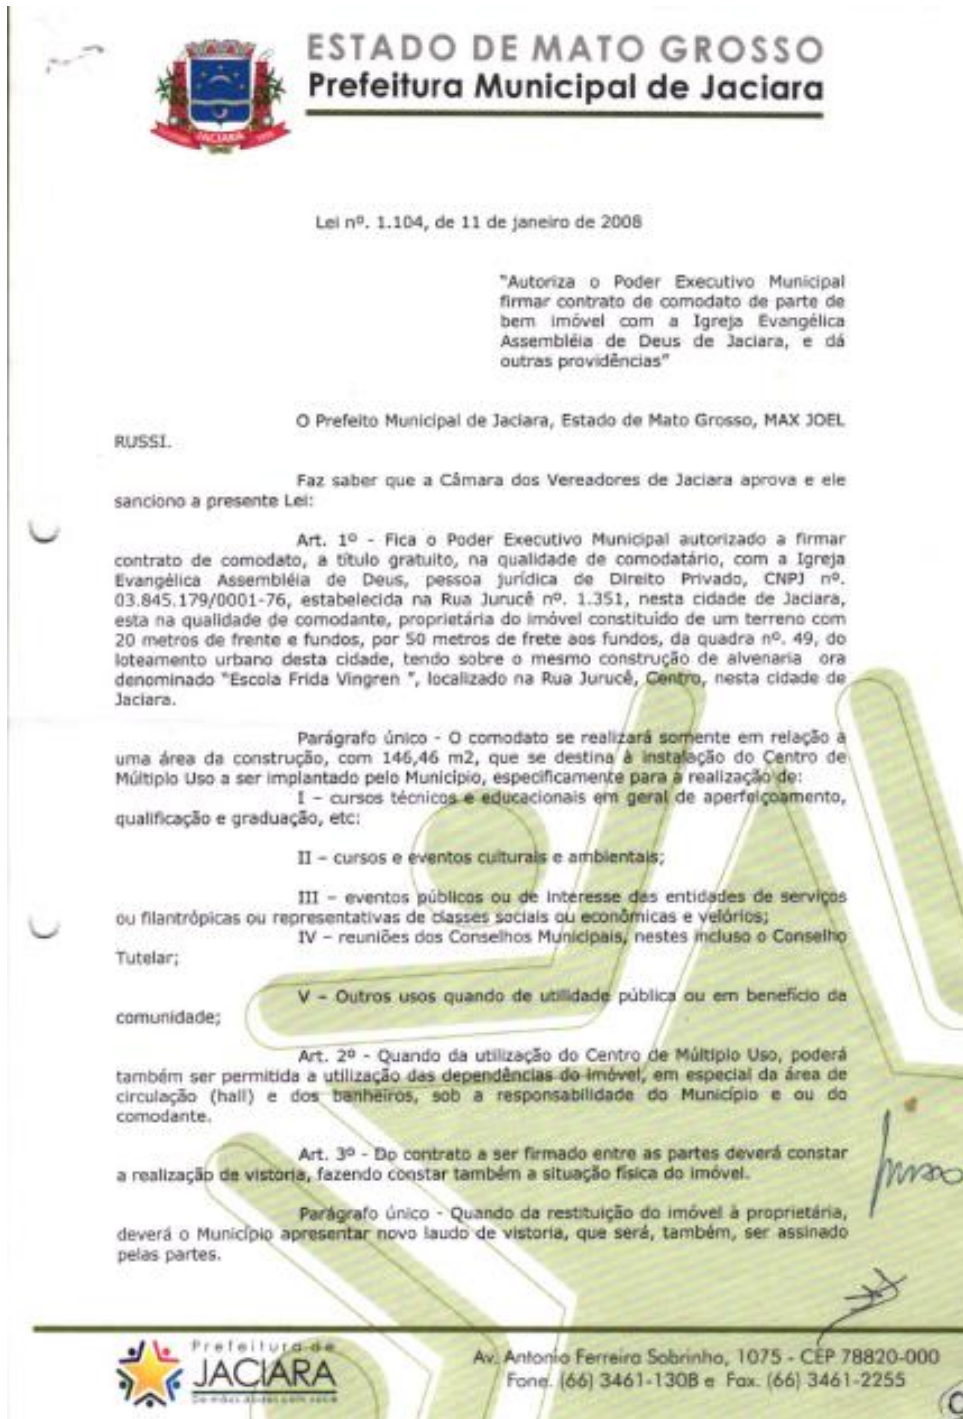 ESTADO DE MATO GROSSO
Prefeitura Municipal de Jaciara
JACIARA
Lei nº. 1.104, de 11 de janeiro de 2008
"Autoriza o Poder Executivo Municipal
firmar contrato de comodato de parte de
bem imóvel com a Igreja Evangélica
Assembléia de Deus de Jaciara, e dá
outras providências"
O Prefeito Municipal de Jaciara, Estado de Mato Grosso, MAX JOEL
RUSSI.
Faz saber que a Câmara dos Vereadores de Jaciara aprova e ele
sanciono a presente Lei:
Art. 1º - Fica o Poder Executivo Municipal autorizado a firmar
contrato de comodato, a título gratuito, na qualidade de comodatário, com a Igreja
Evangélica Assembléia de Deus, pessoa jurídica de Direito Privado, CNPJ nº.
03.845.179/0001-76, estabelecida na Rua Jurucê nº. 1.351, nesta cidade de Jaciara,
esta na qualidade de comodante, proprietária do imóvel constituído de um terreno com
20 metros de frente e fundos, por 50 metros de frete aos fundos, da quadra nº. 49, do
loteamento urbano desta cidade, tendo sobre o mesmo construção de alvenaria ora
denominado "Escola Frida Vingren ", localizado na Rua Jurucê, Centro, nesta cidade de
Jaciara.
Parágrafo único - O comodato se realizará somente em relação a
uma área da construção, com 146,46 m2, que se destina à instalação do Centro de
Múltiplo Uso a ser implantado pelo Município, especificamente para a realização de:
I – cursos técnicos e educacionais em geral de aperfeiçoamento,
qualificação e graduação, etc:
II – cursos e eventos culturais e ambientais;
III – eventos públicos ou de interesse das entidades de serviços
ou filantrópicas ou representativas de classes sociais ou econômicas e velórios;
IV – reuniões dos Conselhos Municipais, nestes incluso o Conselho
Tutelar;
V – Outros usos quando de utilidade pública ou em benefício da
comunidade;
Art. 2º - Quando da utilização do Centro de Múltiplo Uso, poderá
também ser permitida a utilização das dependências do imóvel, em especial da área de
circulação (hall) e dos banheiros, sob a responsabilidade do Município e ou do
comodante.
Art. 3º - Do contrato a ser firmado entre as partes deverá constar
a realização de vistoria, fazendo constar também a situação física do imóvel.
Parágrafo único - Quando da restituição do imóvel à proprietária,
deverá o Município apresentar novo laudo de vistoria, que será, também, ser assinado
pelas partes.
Prefeitura de
JACIARA
Av. Antonio Ferreira Sobrinho, 1075 - CEP 78820-000
Fone. (66) 3461-1308 e Fax. (66) 3461-2255